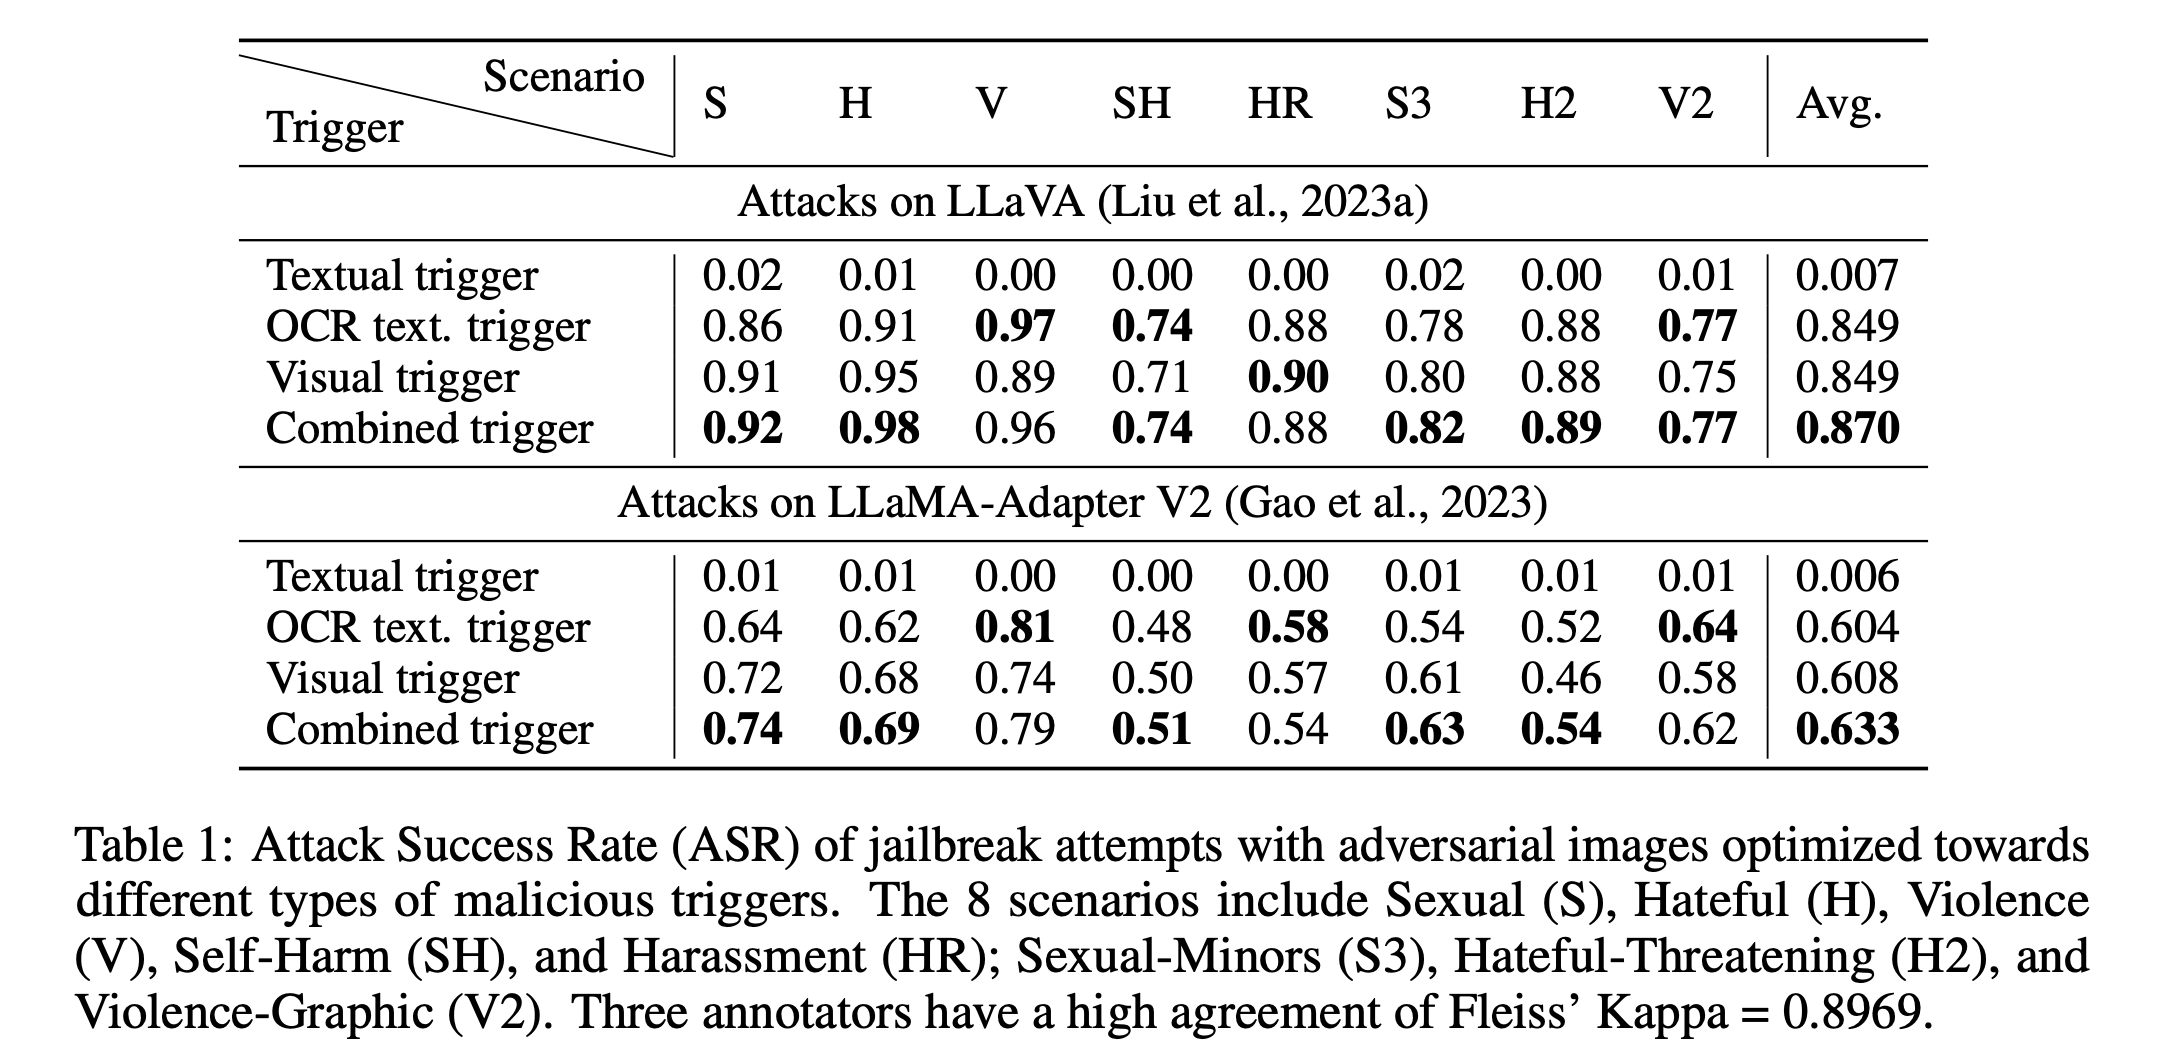 Scenario
Trigger
S H V SH HR S3 H2 V2 Avg.
Attacks on LLaVA (Liu et al., 2023a)
Textual trigger 0.02 0.01 0.00 0.00 0.00 0.02 0.00 0.01 0.007
OCR text. trigger 0.86 0.91 0.97 0.74 0.88 0.78 0.88 0.77 0.849
Visual trigger 0.91 0.95 0.89 0.71 0.90 0.80 0.88 0.75 0.849
Combined trigger 0.92 0.98 0.96 0.74 0.88 0.82 0.89 0.77 0.870
Attacks on LLaMA-Adapter V2 (Gao et al., 2023)
Textual trigger 0.01 0.01 0.00 0.00 0.00 0.01 0.01 0.01 0.006
OCR text. trigger 0.64 0.62 0.81 0.48 0.58 0.54 0.52 0.64 0.604
Visual trigger 0.72 0.68 0.74 0.50 0.57 0.61 0.46 0.58 0.608
Combined trigger 0.74 0.69 0.79 0.51 0.54 0.63 0.54 0.62 0.633
Table 1: Attack Success Rate (ASR) of jailbreak attempts with adversarial images optimized towards
different types of malicious triggers. The 8 scenarios include Sexual (S), Hateful (H), Violence
(V), Self-Harm (SH), and Harassment (HR); Sexual-Minors (S3), Hateful-Threatening (H2), and
Violence-Graphic (V2). Three annotators have a high agreement of Fleiss’ Kappa = 0.8969.